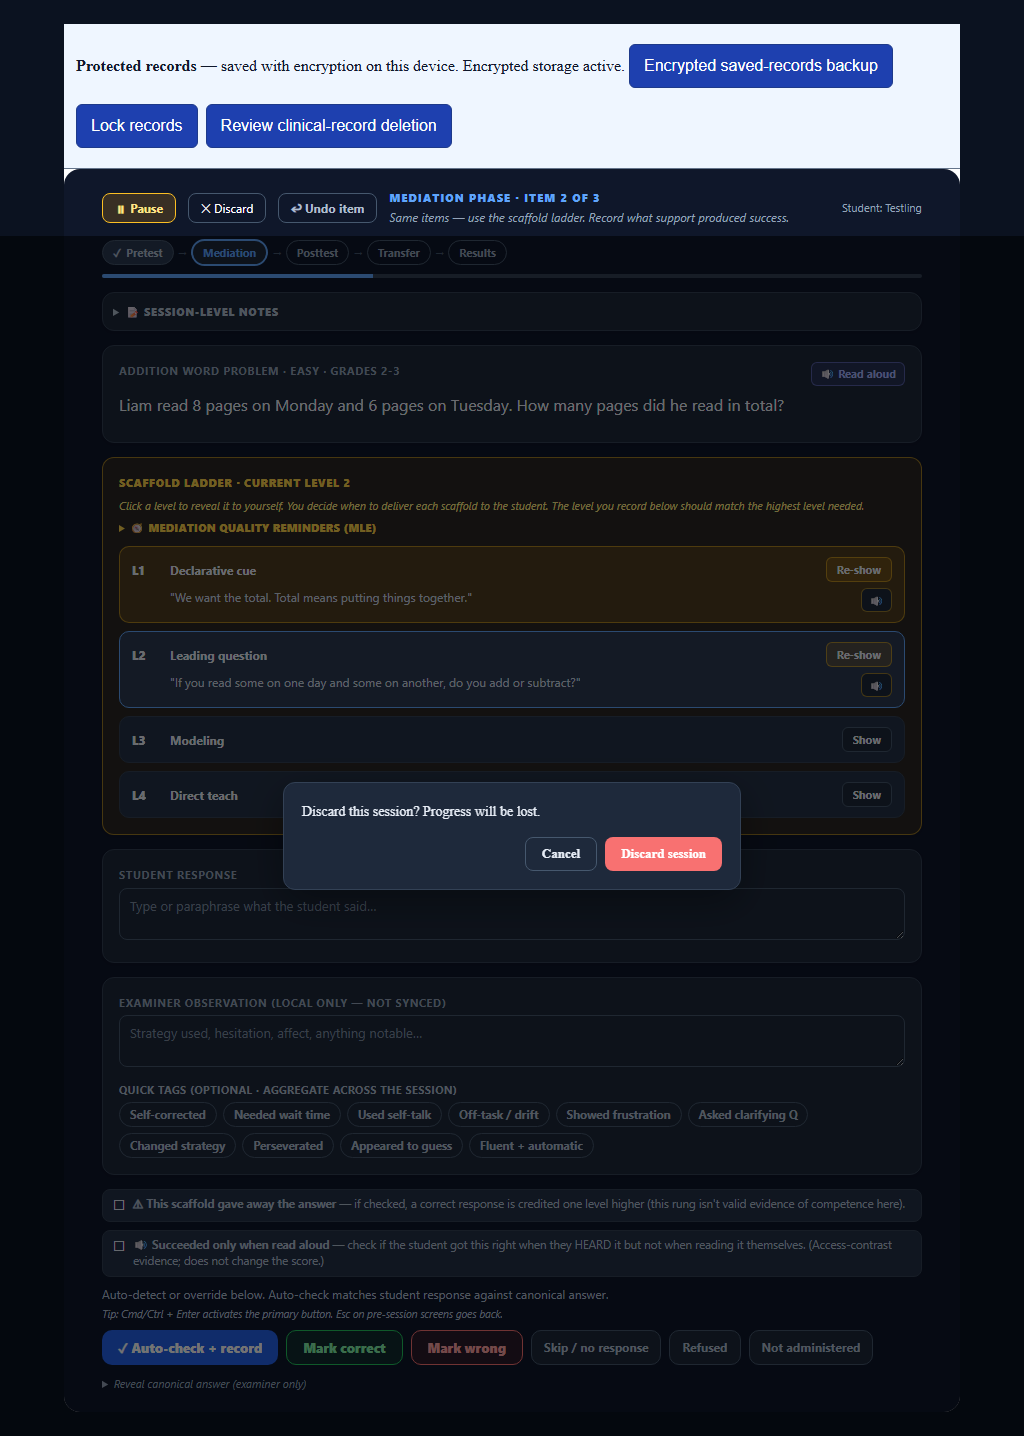 Protected records — saved with encryption on this device. Encrypted storage active. Encrypted saved-records backup
Lock records Review clinical-record deletion
⏸ Pause ✕ Discard ↩ Undo item MEDIATION PHASE · ITEM 2 OF 3
Same items — use the scaffold ladder. Record what support produced success.
Student: Testling
✓ Pretest → Mediation → Posttest → Transfer → Results
▶ 📝 SESSION-LEVEL NOTES
ADDITION WORD PROBLEM · EASY · GRADES 2-3 🔊 Read aloud
Liam read 8 pages on Monday and 6 pages on Tuesday. How many pages did he read in total?
SCAFFOLD LADDER · CURRENT LEVEL 2
Click a level to reveal it to yourself. You decide when to deliver each scaffold to the student. The level you record below should match the highest level needed.
▶ 🎯 MEDIATION QUALITY REMINDERS (MLE)
L1 Declarative cue Re-show
"We want the total. Total means putting things together." 🔊
L2 Leading question Re-show
"If you read some on one day and some on another, do you add or subtract?" 🔊
L3 Modeling Show
L4 Direct teach Show
Discard this session? Progress will be lost.
Cancel Discard session
STUDENT RESPONSE
Type or paraphrase what the student said...
EXAMINER OBSERVATION (LOCAL ONLY — NOT SYNCED)
Strategy used, hesitation, affect, anything notable...
QUICK TAGS (OPTIONAL · AGGREGATE ACROSS THE SESSION)
Self-corrected Needed wait time Used self-talk Off-task / drift Showed frustration Asked clarifying Q
Changed strategy Perseverated Appeared to guess Fluent + automatic
⚠ This scaffold gave away the answer — if checked, a correct response is credited one level higher (this rung isn't valid evidence of competence here).
🔊 Succeeded only when read aloud — check if the student got this right when they HEARD it but not when reading it themselves. (Access-contrast
evidence; does not change the score.)
Auto-detect or override below. Auto-check matches student response against canonical answer.
Tip: Cmd/Ctrl + Enter activates the primary button. Esc on pre-session screens goes back.
✓ Auto-check + record Mark correct Mark wrong Skip / no response Refused Not administered
▶ Reveal canonical answer (examiner only)